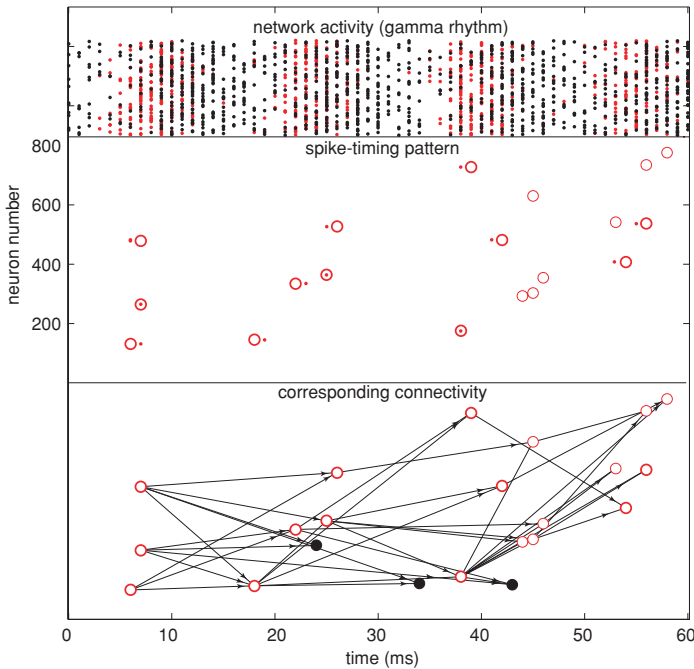 network activity (gamma rhythm)
800
spike-timing pattern
600
neuron number
400
200
corresponding connectivity
0 10 20 30 40 50 60
time (ms)